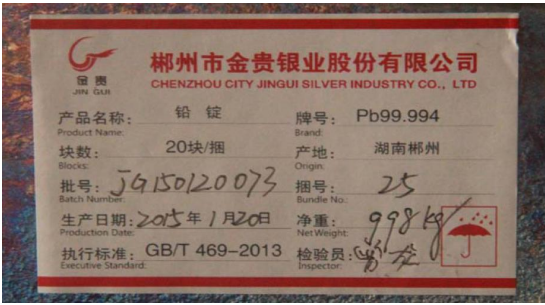 金贵
JIN GUI
郴州市金贵银业股份有限公司
CHENZHOU CITY JINGUI SILVER INDUSTRY CO., LTD
产品名称: 铅锭 牌号: Pb99.994
Product Name: Brand:
块数: 20块/捆 产地: 湖南郴州
Blocks: Origin:
批号: JG150120073 捆号: 25
Batch Number: Bundle No.:
生产日期: 2015年1月20日 净重: 998kg
Production Date: Net Weight:
执行标准: GB/T 469-2013 检验员:
Executive Standard: Inspector: